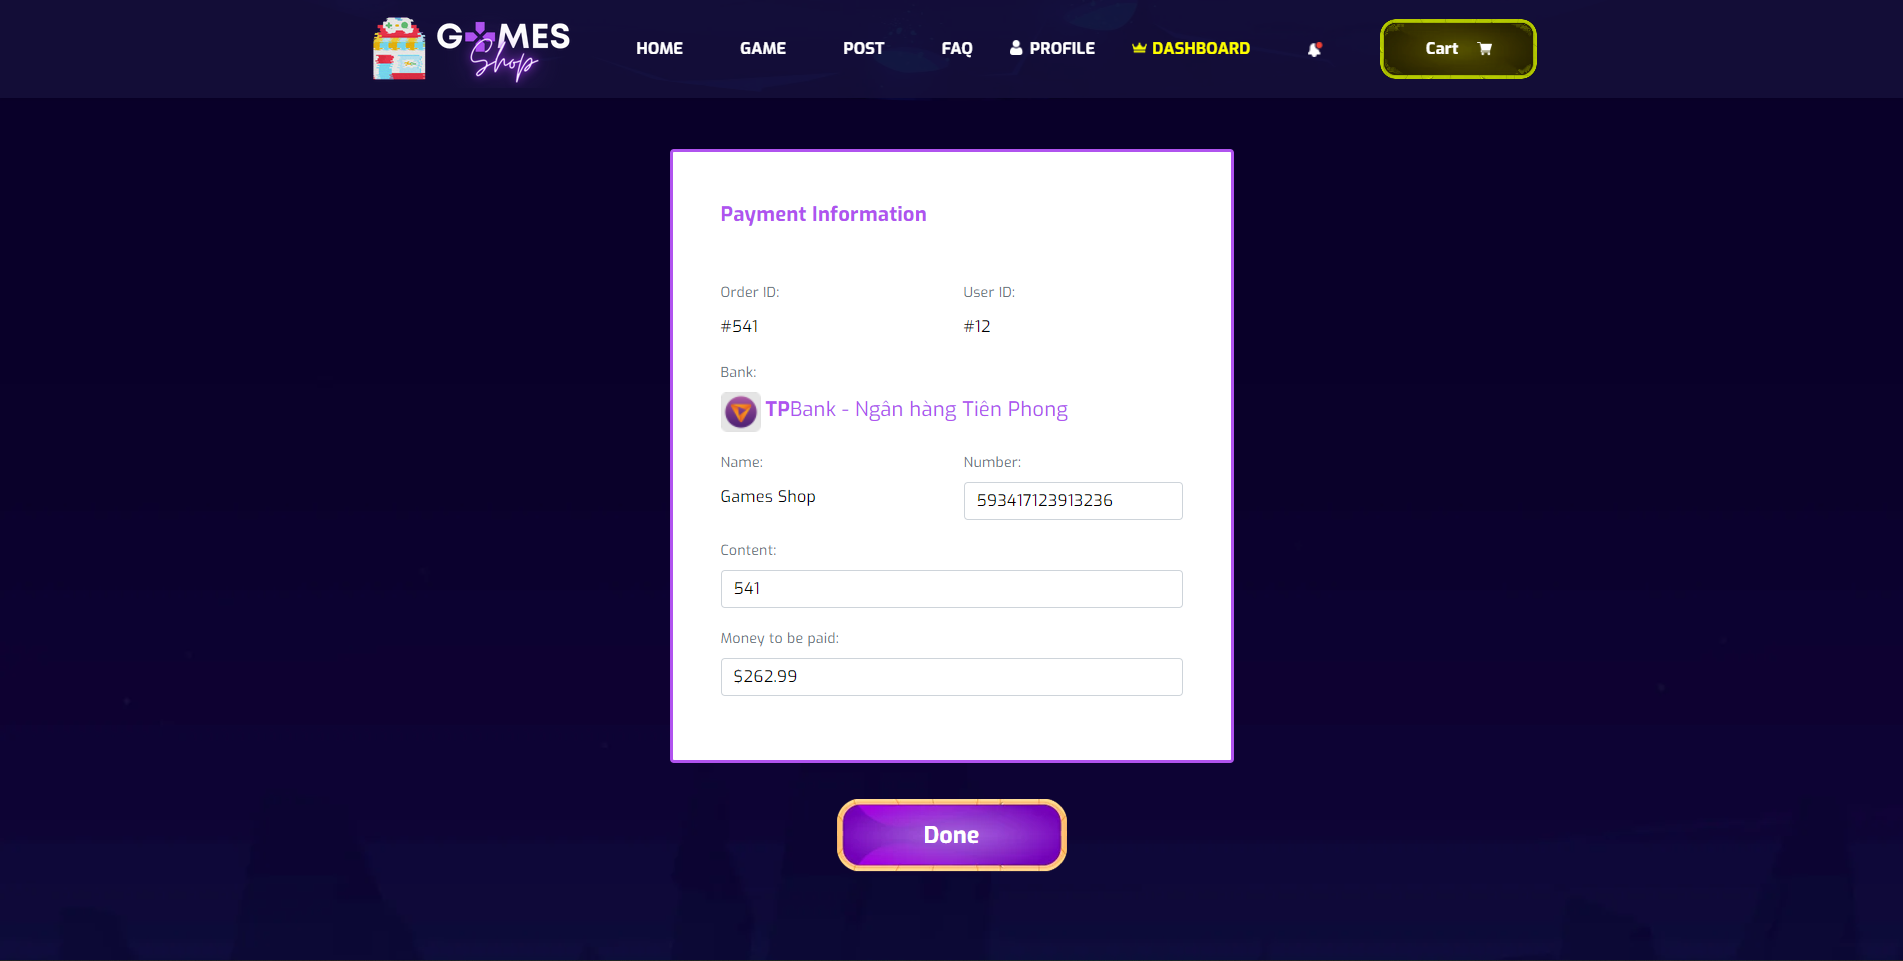 GAMES Shop
HOME GAME POST FAQ PROFILE DASHBOARD Cart
Payment Information
Order ID: User ID:
#541 #12
Bank:
TPBank - Ngân hàng Tiên Phong
Name: Number:
Games Shop 593417123913236
Content:
541
Money to be paid:
$262.99
Done